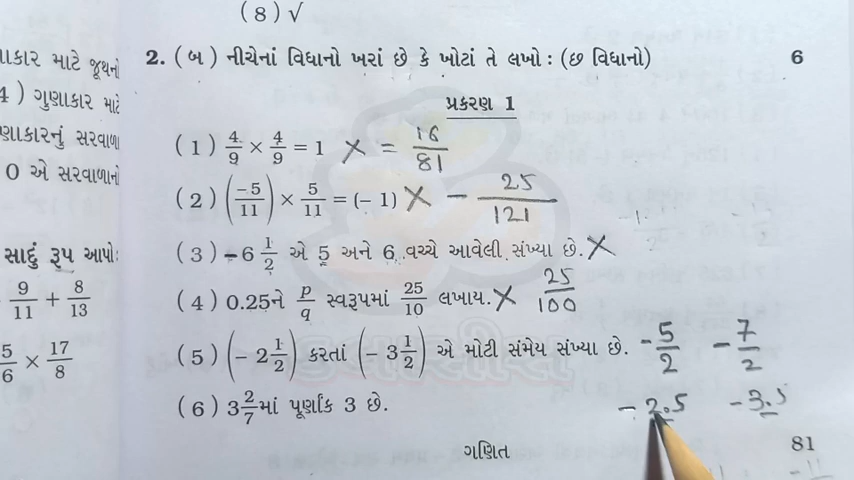 (8) √
ાકાર માટે જૂથનો
2. (બ) નીચેનાં વિધાનો ખરાં છે કે ખોટાં તે લખો : (છ વિધાનો) 6
4) ગુણાકાર માટે
પ્રકરણ 1
ણાકારનું સરવાળા
(1) 4/9 × 4/9 = 1 × = 16/81
0 એ સરવાળાનો
(2) (-5/11) × 5/11 = (– 1) × – 25/121
સાદું રૂપ આપો:
(3) – 6 1/2 એ 5 અને 6 વચ્ચે આવેલી સંખ્યા છે. ×
9/11 + 8/13
(4) 0.25ને p/q સ્વરૂપમાં 25/10 લખાય. × 25/100
5/6 × 17/8
(5) (– 2 1/2) કરતાં (– 3 1/2) એ મોટી સંમેય સંખ્યા છે. – 5/2 – 7/2
(6) 3 2/7માં પૂર્ણાંક 3 છે. – 2.5 – 3.5
ગણિત 81